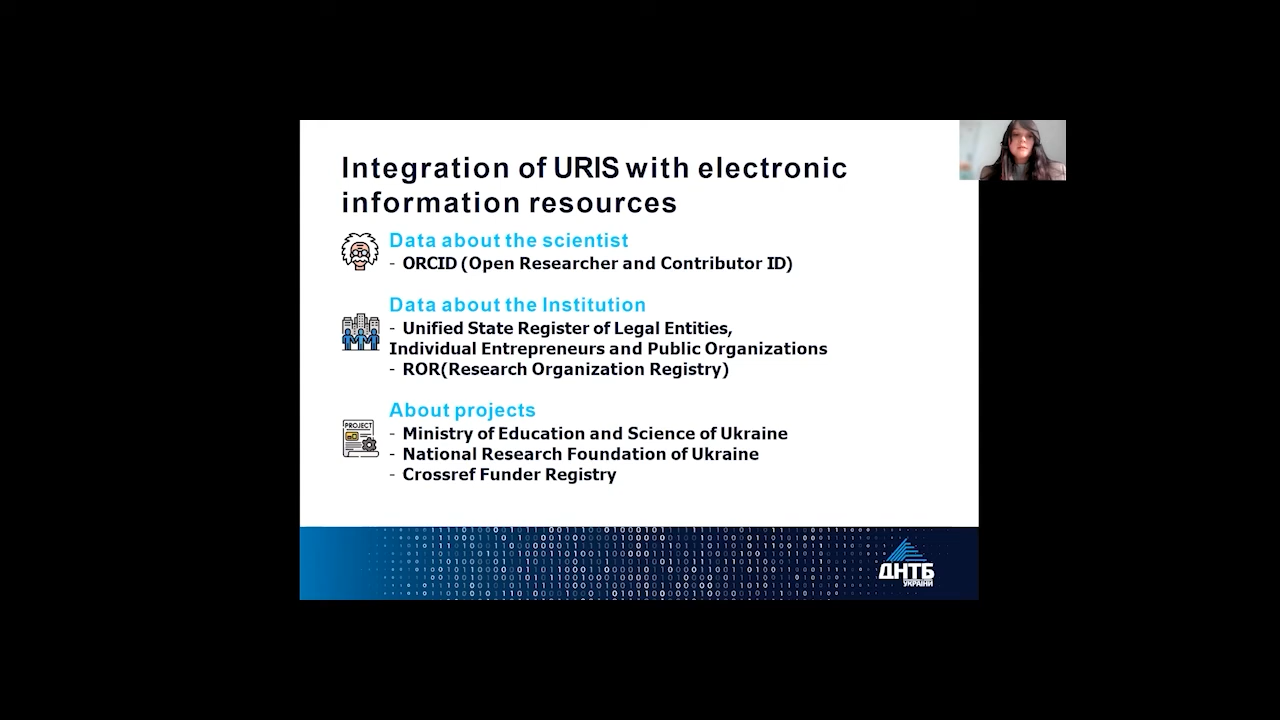 Integration of URIS with electronic
information resources
Data about the scientist
- ORCID (Open Researcher and Contributor ID)
Data about the Institution
- Unified State Register of Legal Entities,
Individual Entrepreneurs and Public Organizations
- ROR(Research Organization Registry)
PROJECT
About projects
- Ministry of Education and Science of Ukraine
- National Research Foundation of Ukraine
- Crossref Funder Registry
ДНТБ
УКРАЇНИ